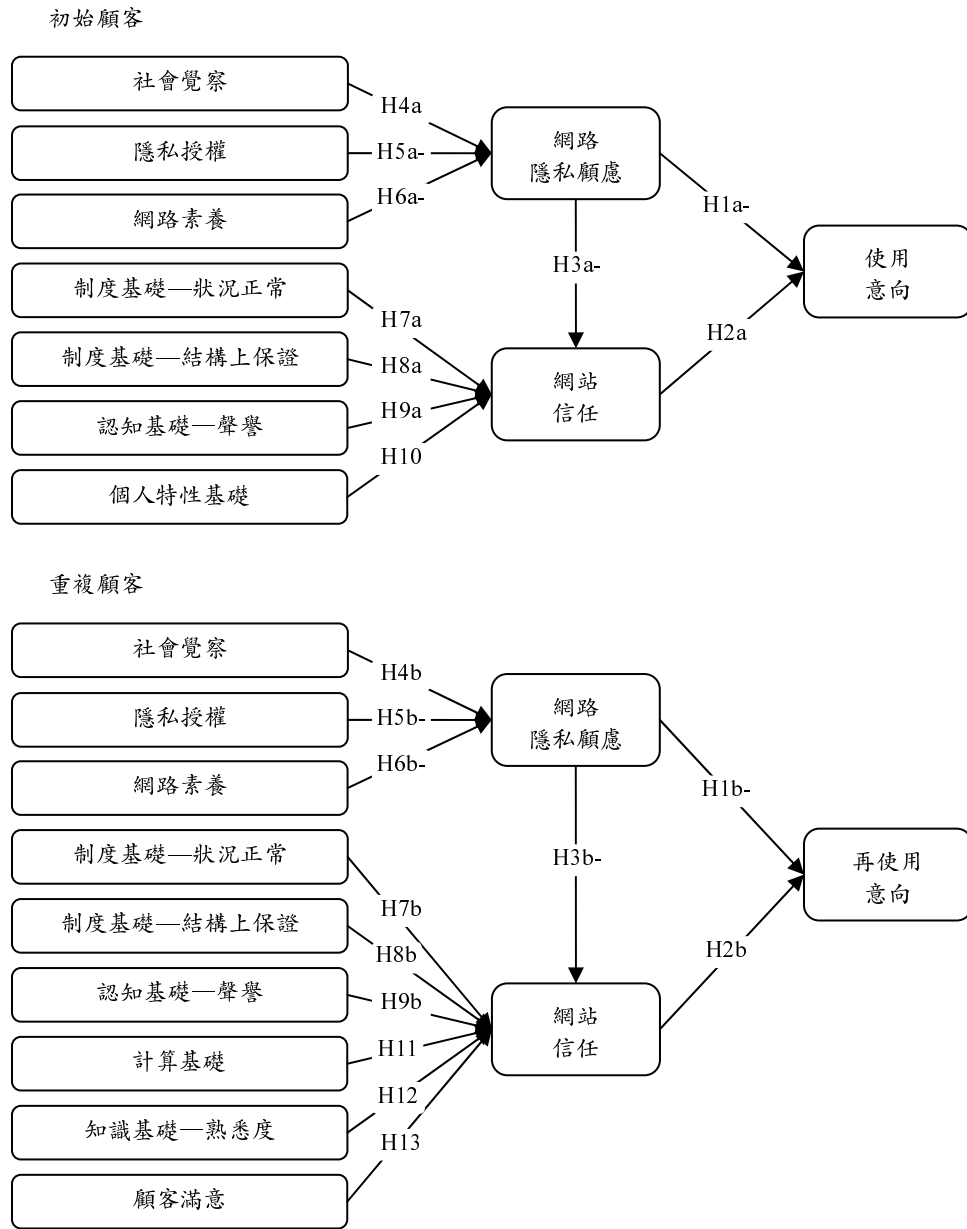 初始顧客
社會覺察
隱私授權
網路素養
制度基礎—狀況正常
制度基礎—結構上保證
認知基礎—聲譽
個人特性基礎
H4a
H5a-
H6a-
H7a
H8a
H9a
H10
網路
隱私顧慮
H3a-
網站
信任
H1a-
H2a
使用
意向
重複顧客
社會覺察
隱私授權
網路素養
制度基礎—狀況正常
制度基礎—結構上保證
認知基礎—聲譽
計算基礎
知識基礎—熟悉度
顧客滿意
H4b
H5b-
H6b-
H7b
H8b
H9b
H11
H12
H13
網路
隱私顧慮
H3b-
網站
信任
H1b-
H2b
再使用
意向